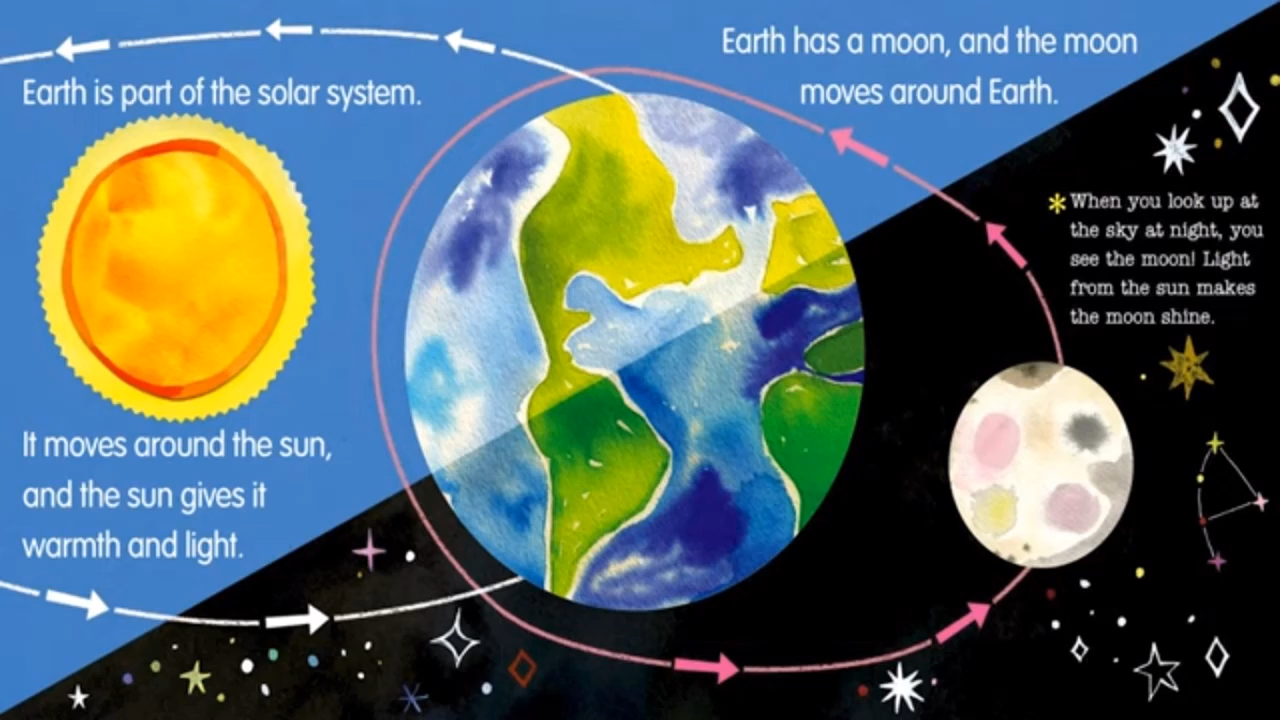 Earth is part of the solar system.
It moves around the sun,
and the sun gives it
warmth and light.
Earth has a moon, and the moon
moves around Earth.
* When you look up at
the sky at night, you
see the moon! Light
from the sun makes
the moon shine.